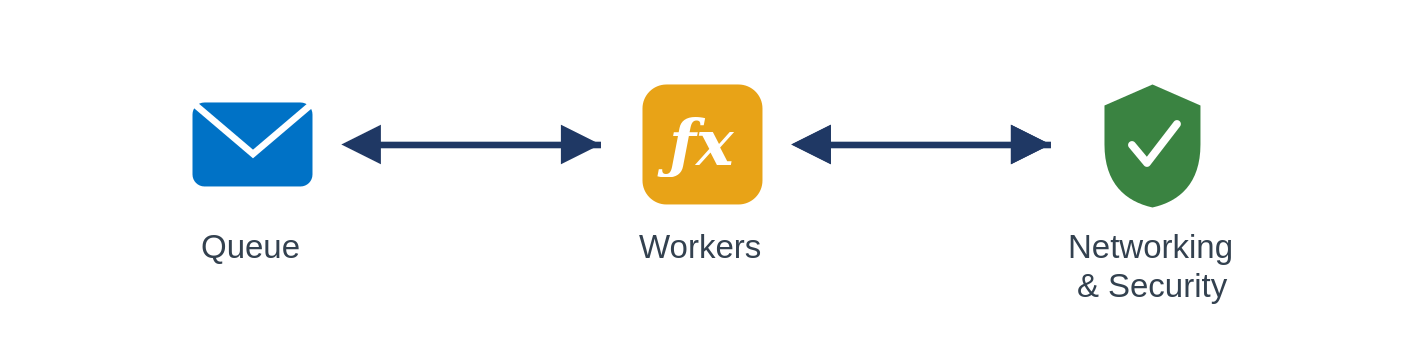 fx
Queue
Workers
Networking
& Security